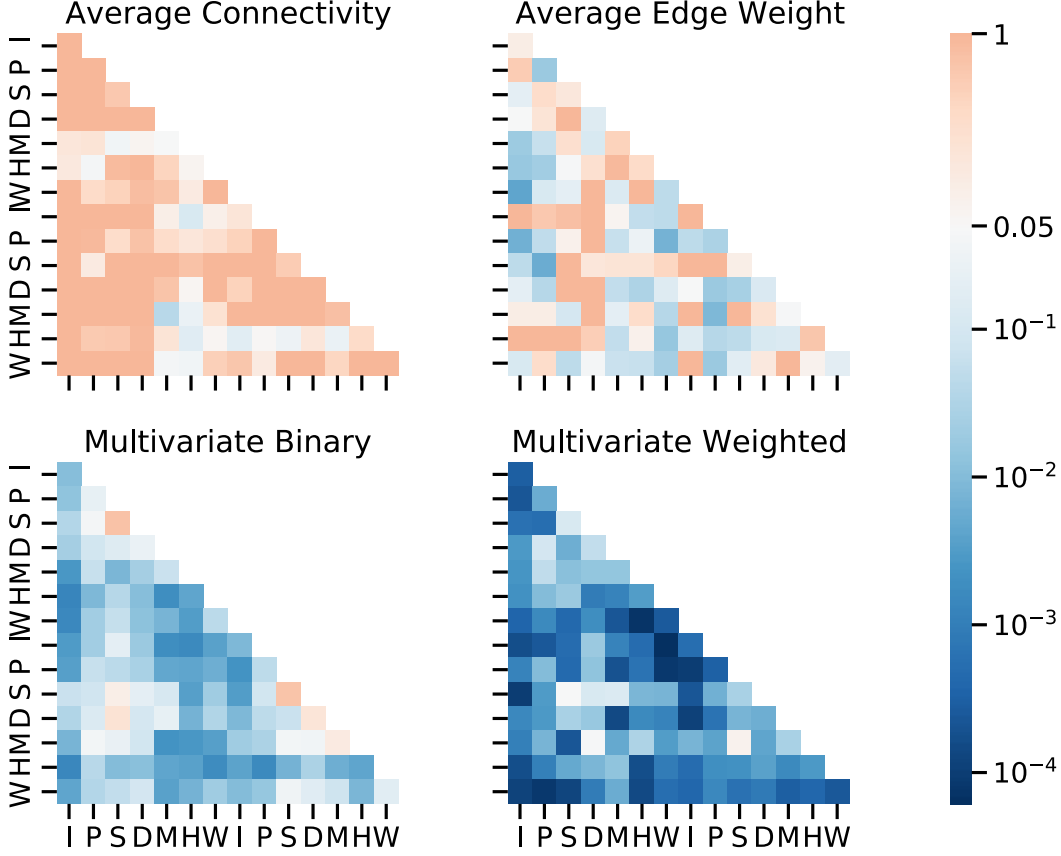 Average Connectivity
Average Edge Weight
I
P
S
D
M
H
W
I
P
S
D
M
H
W
1
0.05
10⁻¹
10⁻²
10⁻³
10⁻⁴
Multivariate Binary
Multivariate Weighted
I
P
S
D
M
H
W
I
P
S
D
M
H
W
I P S D M H W I P S D M H W
I P S D M H W I P S D M H W